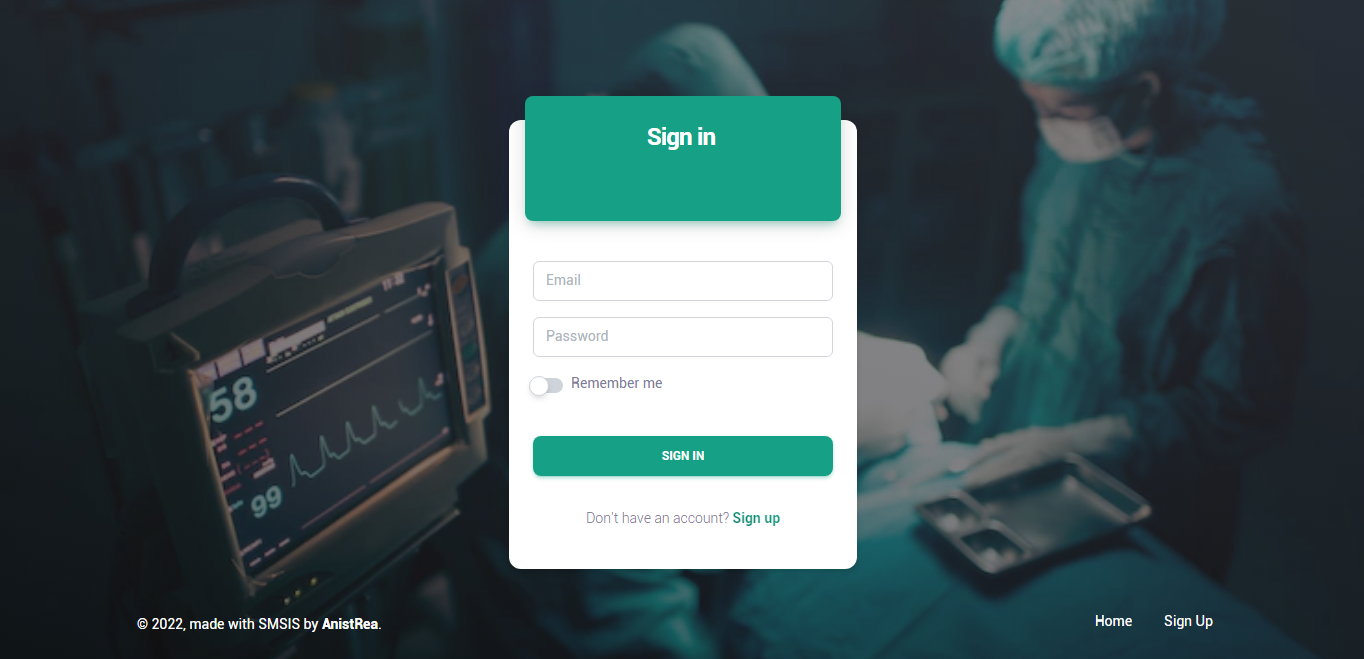 Sign in
Email
Password
Remember me
SIGN IN
Don't have an account? Sign up
58
99
© 2022, made with SMSIS by AnistRea.
Home
Sign Up